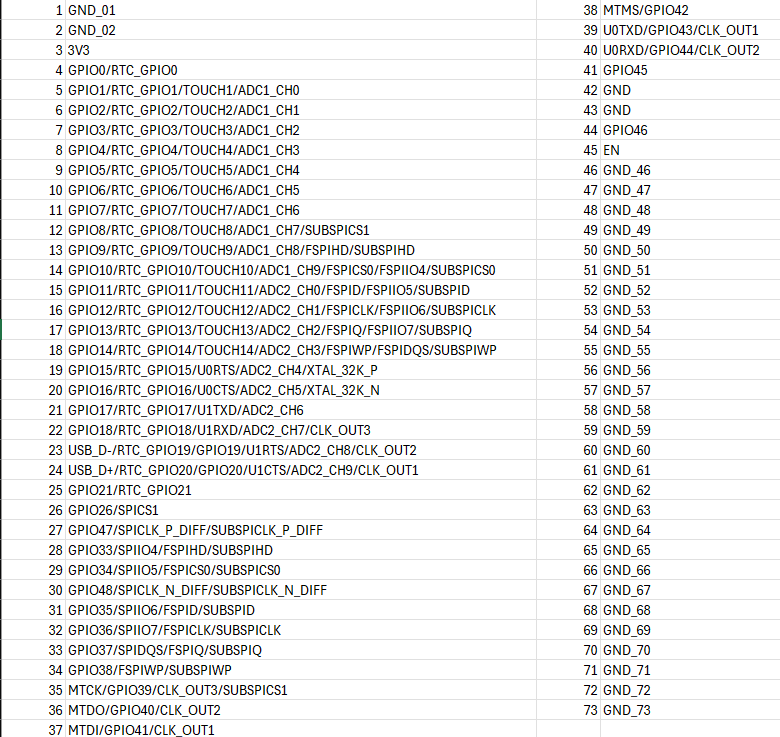 1 GND_01
2 GND_02
3 3V3
4 GPIO0/RTC_GPIO0
5 GPIO1/RTC_GPIO1/TOUCH1/ADC1_CH0
6 GPIO2/RTC_GPIO2/TOUCH2/ADC1_CH1
7 GPIO3/RTC_GPIO3/TOUCH3/ADC1_CH2
8 GPIO4/RTC_GPIO4/TOUCH4/ADC1_CH3
9 GPIO5/RTC_GPIO5/TOUCH5/ADC1_CH4
10 GPIO6/RTC_GPIO6/TOUCH6/ADC1_CH5
11 GPIO7/RTC_GPIO7/TOUCH7/ADC1_CH6
12 GPIO8/RTC_GPIO8/TOUCH8/ADC1_CH7/SUBSPICS1
13 GPIO9/RTC_GPIO9/TOUCH9/ADC1_CH8/FSPIHD/SUBSPIHD
14 GPIO10/RTC_GPIO10/TOUCH10/ADC1_CH9/FSPICS0/FSPIIO4/SUBSPICS0
15 GPIO11/RTC_GPIO11/TOUCH11/ADC2_CH0/FSPID/FSPIIO5/SUBSPID
16 GPIO12/RTC_GPIO12/TOUCH12/ADC2_CH1/FSPICLK/FSPIIO6/SUBSPICLK
17 GPIO13/RTC_GPIO13/TOUCH13/ADC2_CH2/FSPIQ/FSPIIO7/SUBSPIQ
18 GPIO14/RTC_GPIO14/TOUCH14/ADC2_CH3/FSPIWP/FSPIDQS/SUBSPIWP
19 GPIO15/RTC_GPIO15/U0RTS/ADC2_CH4/XTAL_32K_P
20 GPIO16/RTC_GPIO16/U0CTS/ADC2_CH5/XTAL_32K_N
21 GPIO17/RTC_GPIO17/U1TXD/ADC2_CH6
22 GPIO18/RTC_GPIO18/U1RXD/ADC2_CH7/CLK_OUT3
23 USB_D-/RTC_GPIO19/GPIO19/U1RTS/ADC2_CH8/CLK_OUT2
24 USB_D+/RTC_GPIO20/GPIO20/U1CTS/ADC2_CH9/CLK_OUT1
25 GPIO21/RTC_GPIO21
26 GPIO26/SPICS1
27 GPIO47/SPICLK_P_DIFF/SUBSPICLK_P_DIFF
28 GPIO33/SPIIO4/FSPIHD/SUBSPIHD
29 GPIO34/SPIIO5/FSPICS0/SUBSPICS0
30 GPIO48/SPICLK_N_DIFF/SUBSPICLK_N_DIFF
31 GPIO35/SPIIO6/FSPID/SUBSPID
32 GPIO36/SPIIO7/FSPICLK/SUBSPICLK
33 GPIO37/SPIDQS/FSPIQ/SUBSPIQ
34 GPIO38/FSPIWP/SUBSPIWP
35 MTCK/GPIO39/CLK_OUT3/SUBSPICS1
36 MTDO/GPIO40/CLK_OUT2
37 MTDI/GPIO41/CLK_OUT1
38 MTMS/GPIO42
39 U0TXD/GPIO43/CLK_OUT1
40 U0RXD/GPIO44/CLK_OUT2
41 GPIO45
42 GND
43 GND
44 GPIO46
45 EN
46 GND_46
47 GND_47
48 GND_48
49 GND_49
50 GND_50
51 GND_51
52 GND_52
53 GND_53
54 GND_54
55 GND_55
56 GND_56
57 GND_57
58 GND_58
59 GND_59
60 GND_60
61 GND_61
62 GND_62
63 GND_63
64 GND_64
65 GND_65
66 GND_66
67 GND_67
68 GND_68
69 GND_69
70 GND_70
71 GND_71
72 GND_72
73 GND_73